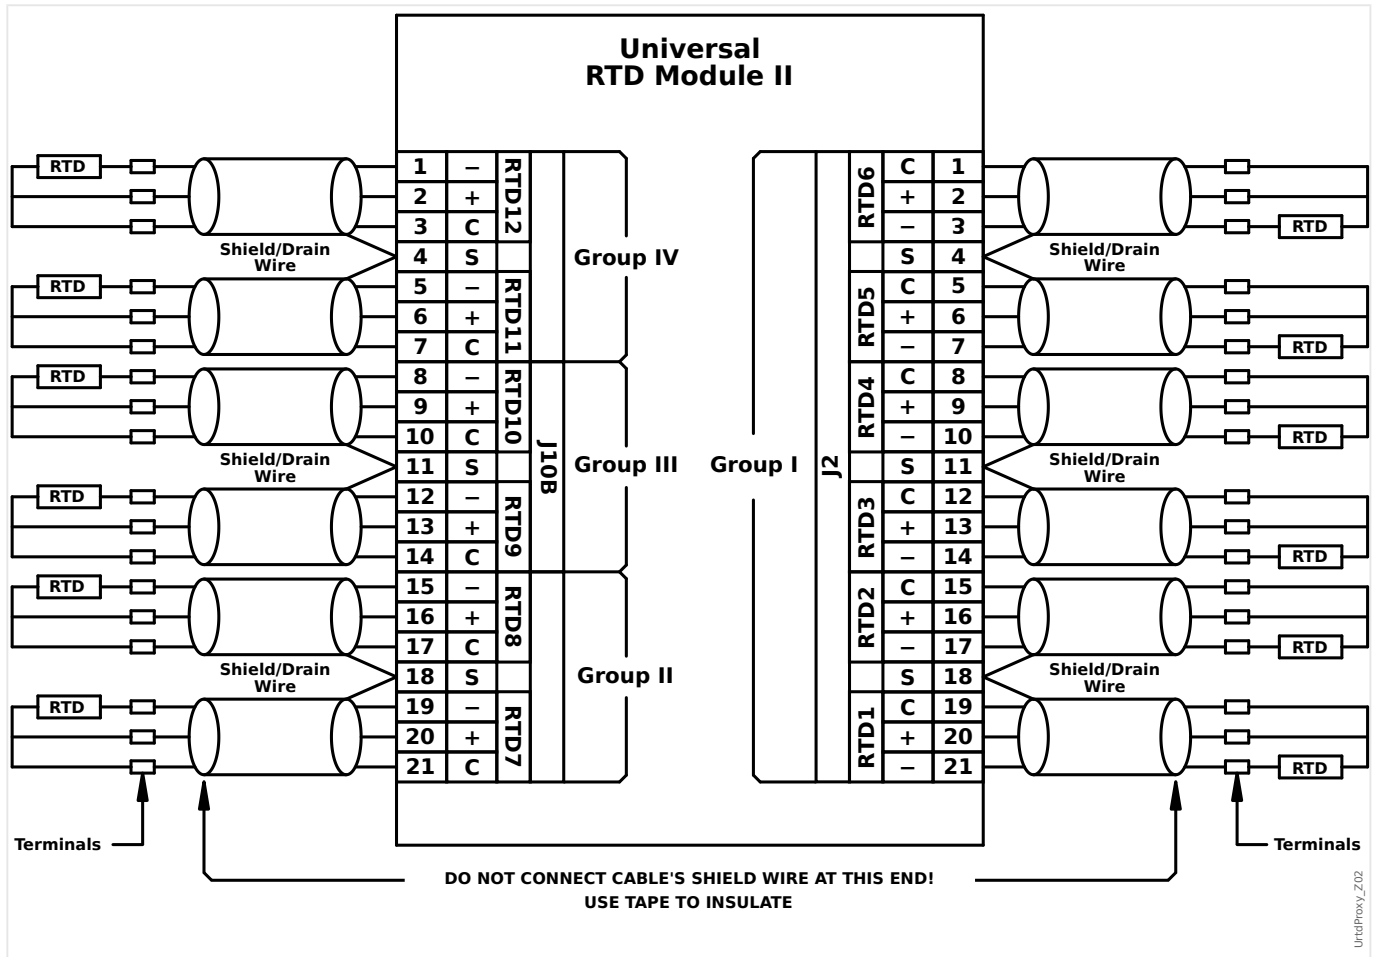 Universal
RTD Module II
RTD 1 − RTD12 RTD6 C 1
2 + + 2
3 C − 3 RTD
Shield/Drain
Wire
4 S Group IV S 4
Shield/Drain
Wire
RTD 5 − RTD11 RTD5 C 5
6 + + 6
7 C − 7 RTD
RTD 8 − RTD10 RTD4 C 8
9 + + 9
10 C − 10 RTD
Shield/Drain
Wire
11 S J10B Group III Group I J2 S 11
Shield/Drain
Wire
RTD 12 − RTD9 RTD3 C 12
13 + + 13
14 C − 14 RTD
RTD 15 − RTD8 RTD2 C 15
16 + + 16
17 C − 17 RTD
Shield/Drain
Wire
18 S Group II S 18
Shield/Drain
Wire
RTD 19 − RTD7 RTD1 C 19
20 + + 20
21 C − 21 RTD
Terminals
Terminals
DO NOT CONNECT CABLE'S SHIELD WIRE AT THIS END!
USE TAPE TO INSULATE
UrtdProxy_Z02